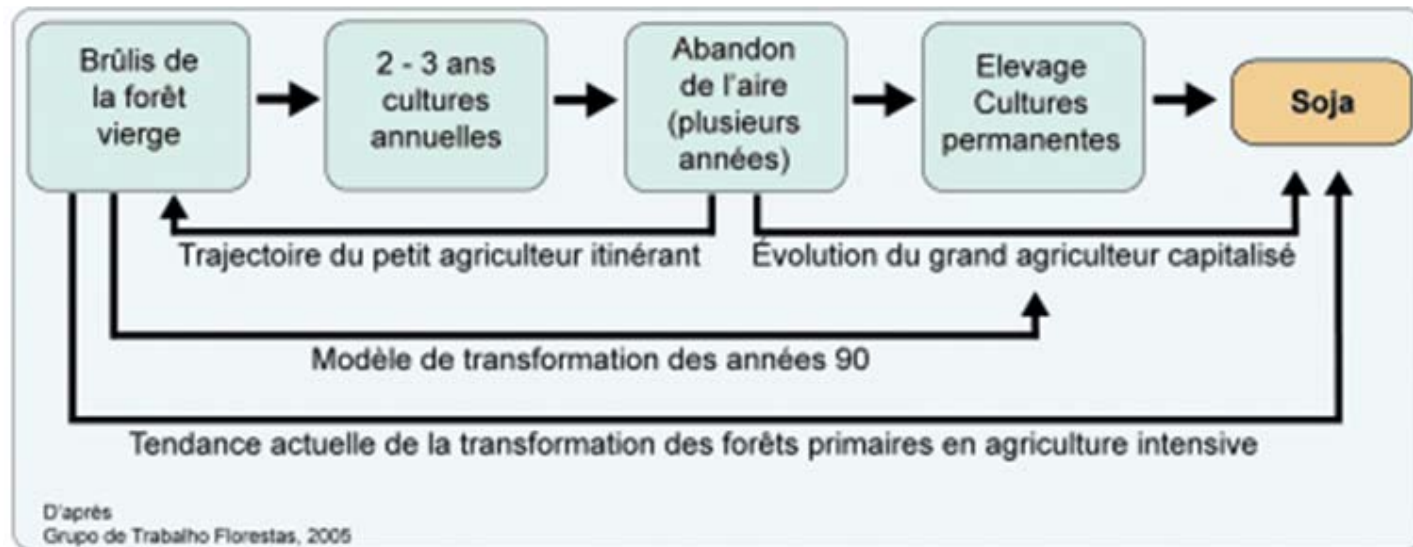 Brûlis de
la forêt
vierge
2 - 3 ans
cultures
annuelles
Abandon
de l'aire
(plusieurs
années)
Elevage
Cultures
permanentes
Soja
Trajectoire du petit agriculteur itinérant
Évolution du grand agriculteur capitalisé
Modèle de transformation des années 90
Tendance actuelle de la transformation des forêts primaires en agriculture intensive
D'après
Grupo de Trabalho Florestas, 2005